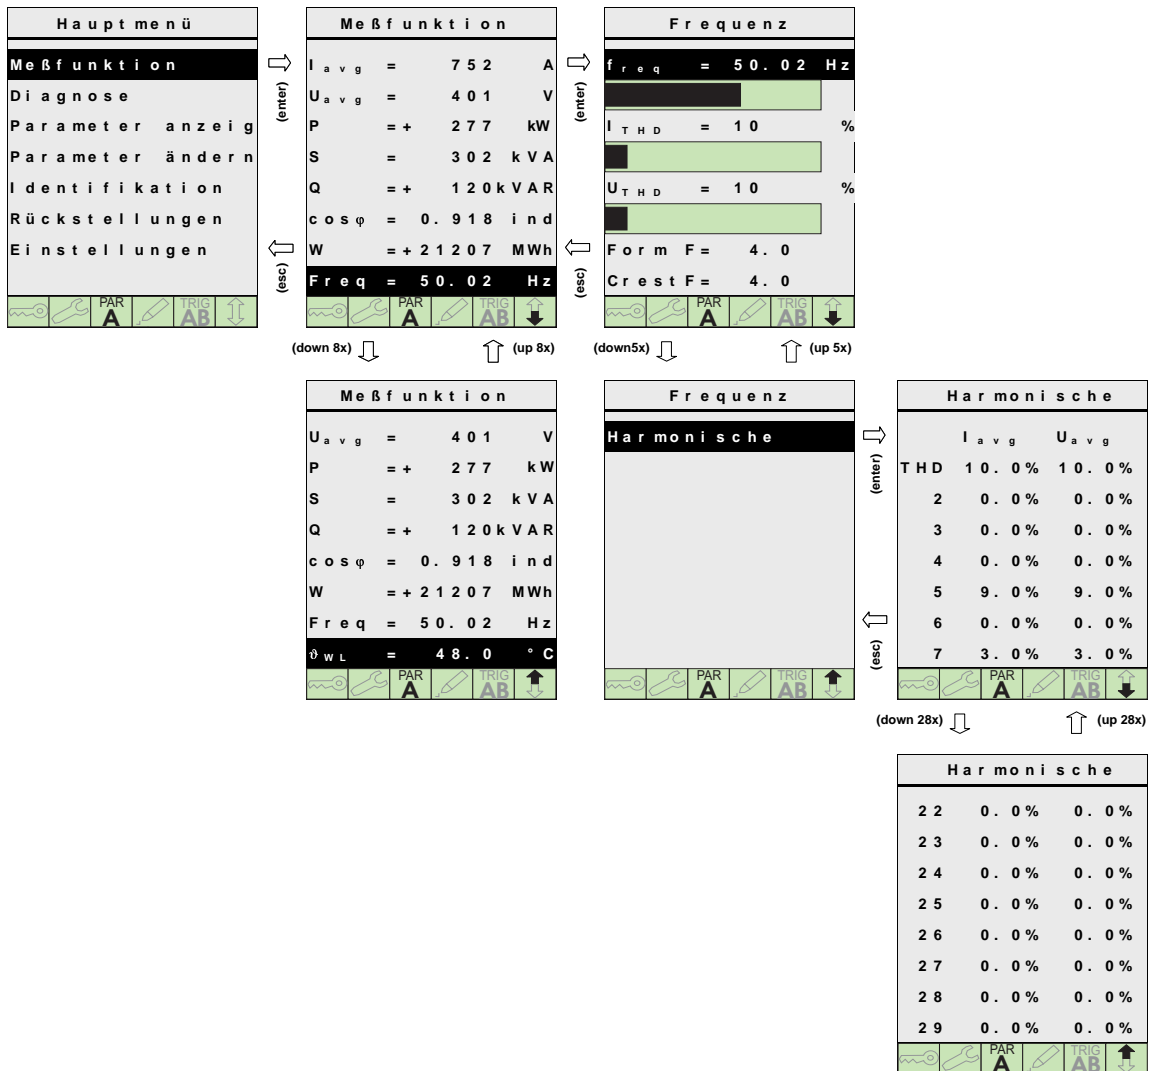 Hauptmenü
Meßfunktion
Diagnose
Parameter anzeig
Parameter ändern
Identifikation
Rückstellungen
Einstellungen
PAR A TRIG AB
(enter)
(esc)
Meßfunktion
Iavg = 752 A
Uavg = 401 V
P =+ 277 kW
S = 302 kVA
Q =+ 120kVAR
cosφ = 0.918 ind
W =+21207 MWh
Freq = 50.02 Hz
PAR A TRIG AB
(enter)
(esc)
Frequenz
freq = 50.02 Hz
ITHD = 10 %
UTHD = 10 %
Form F= 4.0
Crest F= 4.0
PAR A TRIG AB
(down 8x) (up 8x)
(down5x) (up 5x)
Meßfunktion
Uavg = 401 V
P =+ 277 kW
S = 302 kVA
Q =+ 120kVAR
cosφ = 0.918 ind
W =+21207 MWh
Freq = 50.02 Hz
ϑWL = 48.0 °C
PAR A TRIG AB
Frequenz
Harmonische
PAR A TRIG AB
(enter)
(esc)
Harmonische
Iavg Uavg
THD 10.0% 10.0%
2 0.0% 0.0%
3 0.0% 0.0%
4 0.0% 0.0%
5 9.0% 9.0%
6 0.0% 0.0%
7 3.0% 3.0%
PAR A TRIG AB
(down 28x) (up 28x)
Harmonische
22 0.0% 0.0%
23 0.0% 0.0%
24 0.0% 0.0%
25 0.0% 0.0%
26 0.0% 0.0%
27 0.0% 0.0%
28 0.0% 0.0%
29 0.0% 0.0%
PAR A TRIG AB